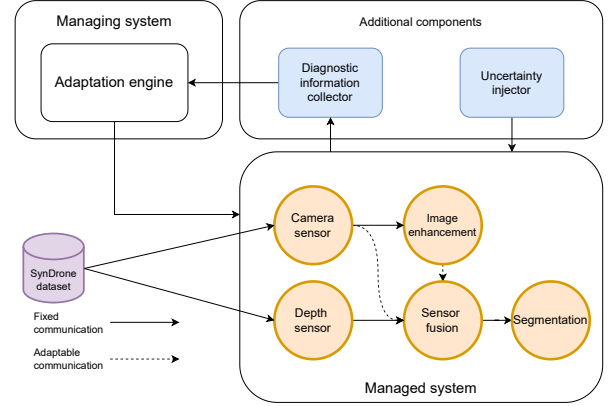 Managing system
Adaptation engine
Additional components
Diagnostic
information
collector
Uncertainty
injector
Camera
sensor
Image
enhancement
SynDrone
dataset
Depth
sensor
Sensor
fusion
Segmentation
Fixed
communication
Adaptable
communication
Managed system